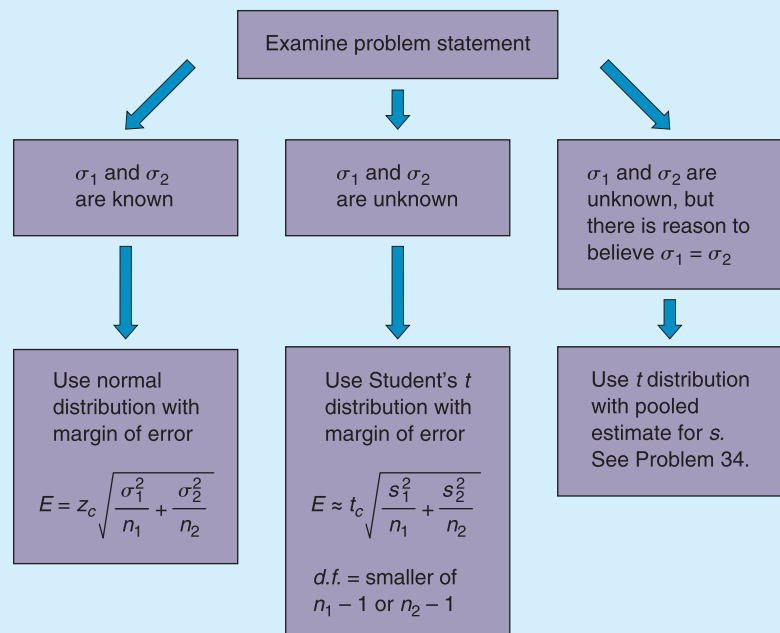 Examine problem statement
σ₁ and σ₂
are known
σ₁ and σ₂
are unknown
σ₁ and σ₂ are
unknown, but
there is reason to
believe σ₁ = σ₂
Use normal
distribution with
margin of error
E = z_c √(σ₁²/n₁ + σ₂²/n₂)
Use Student's t
distribution with
margin of error
E ≈ t_c √(s₁²/n₁ + s₂²/n₂)
d.f. = smaller of
n₁ – 1 or n₂ – 1
Use t distribution
with pooled
estimate for s.
See Problem 34.